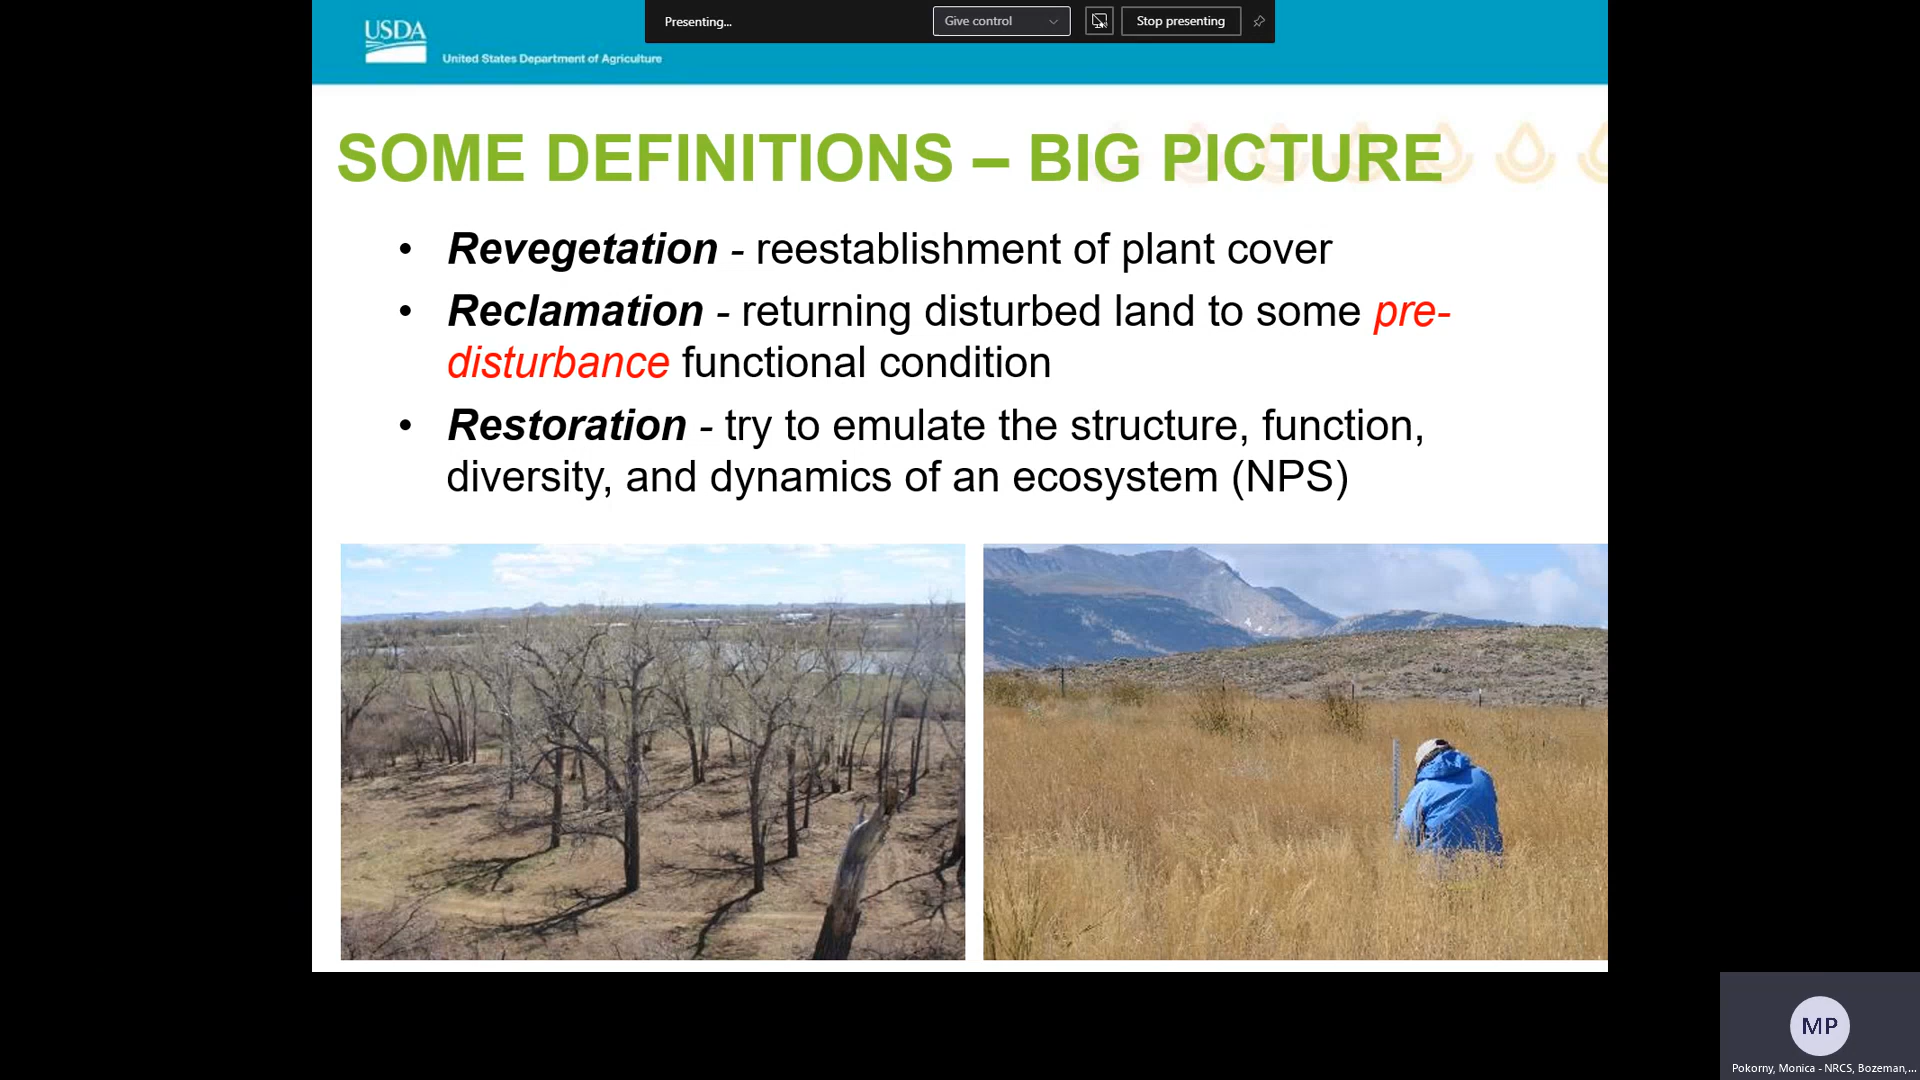 Presenting...
Give control
Stop presenting
USDA
United States Department of Agriculture
SOME DEFINITIONS – BIG PICTURE
• Revegetation - reestablishment of plant cover
• Reclamation - returning disturbed land to some pre-
disturbance functional condition
• Restoration - try to emulate the structure, function,
diversity, and dynamics of an ecosystem (NPS)
MP
Pokorny, Monica - NRCS, Bozeman,...